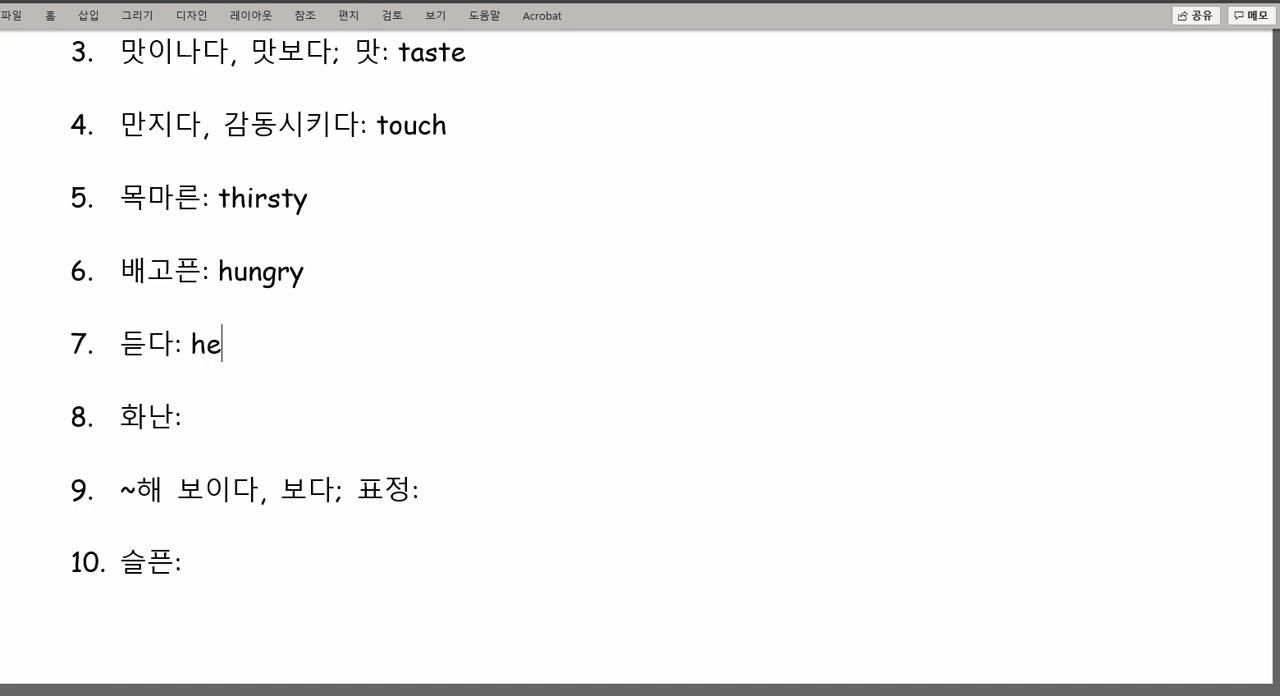 파일 홈 삽입 그리기 디자인 레이아웃 참조 편지 검토 보기 도움말 Acrobat 공유 메모
3. 맛이나다, 맛보다; 맛: taste
4. 만지다, 감동시키다: touch
5. 목마른: thirsty
6. 배고픈: hungry
7. 듣다: he
8. 화난:
9. ~해 보이다, 보다; 표정:
10. 슬픈: